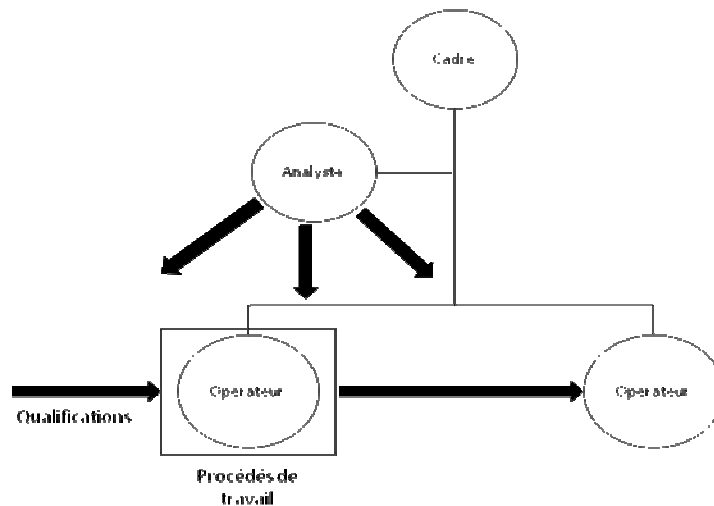 Cadre
Analyste
Opérateur
Opérateur
Qualifications
Procédés de
travail